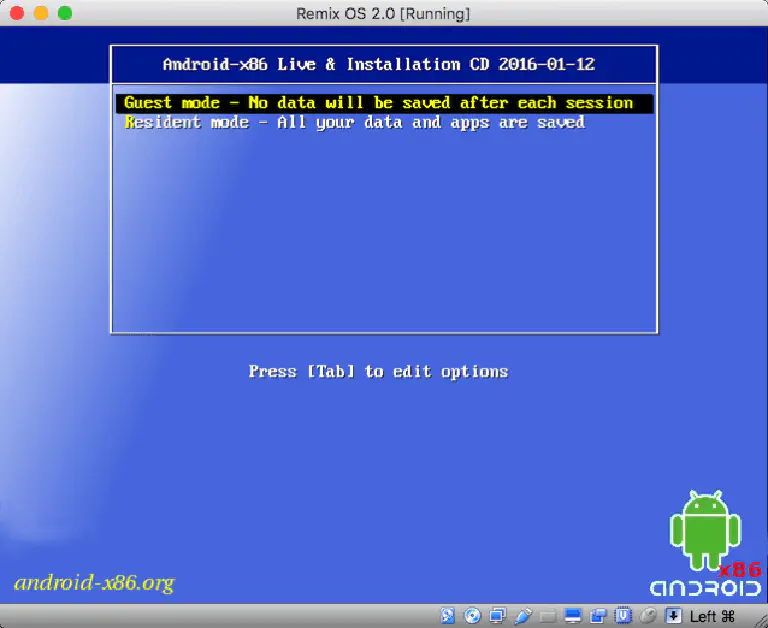 Remix OS 2.0 [Running]
Android-x86 Live & Installation CD 2016-01-12
Guest mode - No data will be saved after each session
Resident mode - All your data and apps are saved
Press [Tab] to edit options
x86
android-x86.org
ANDROID
Left ⌘